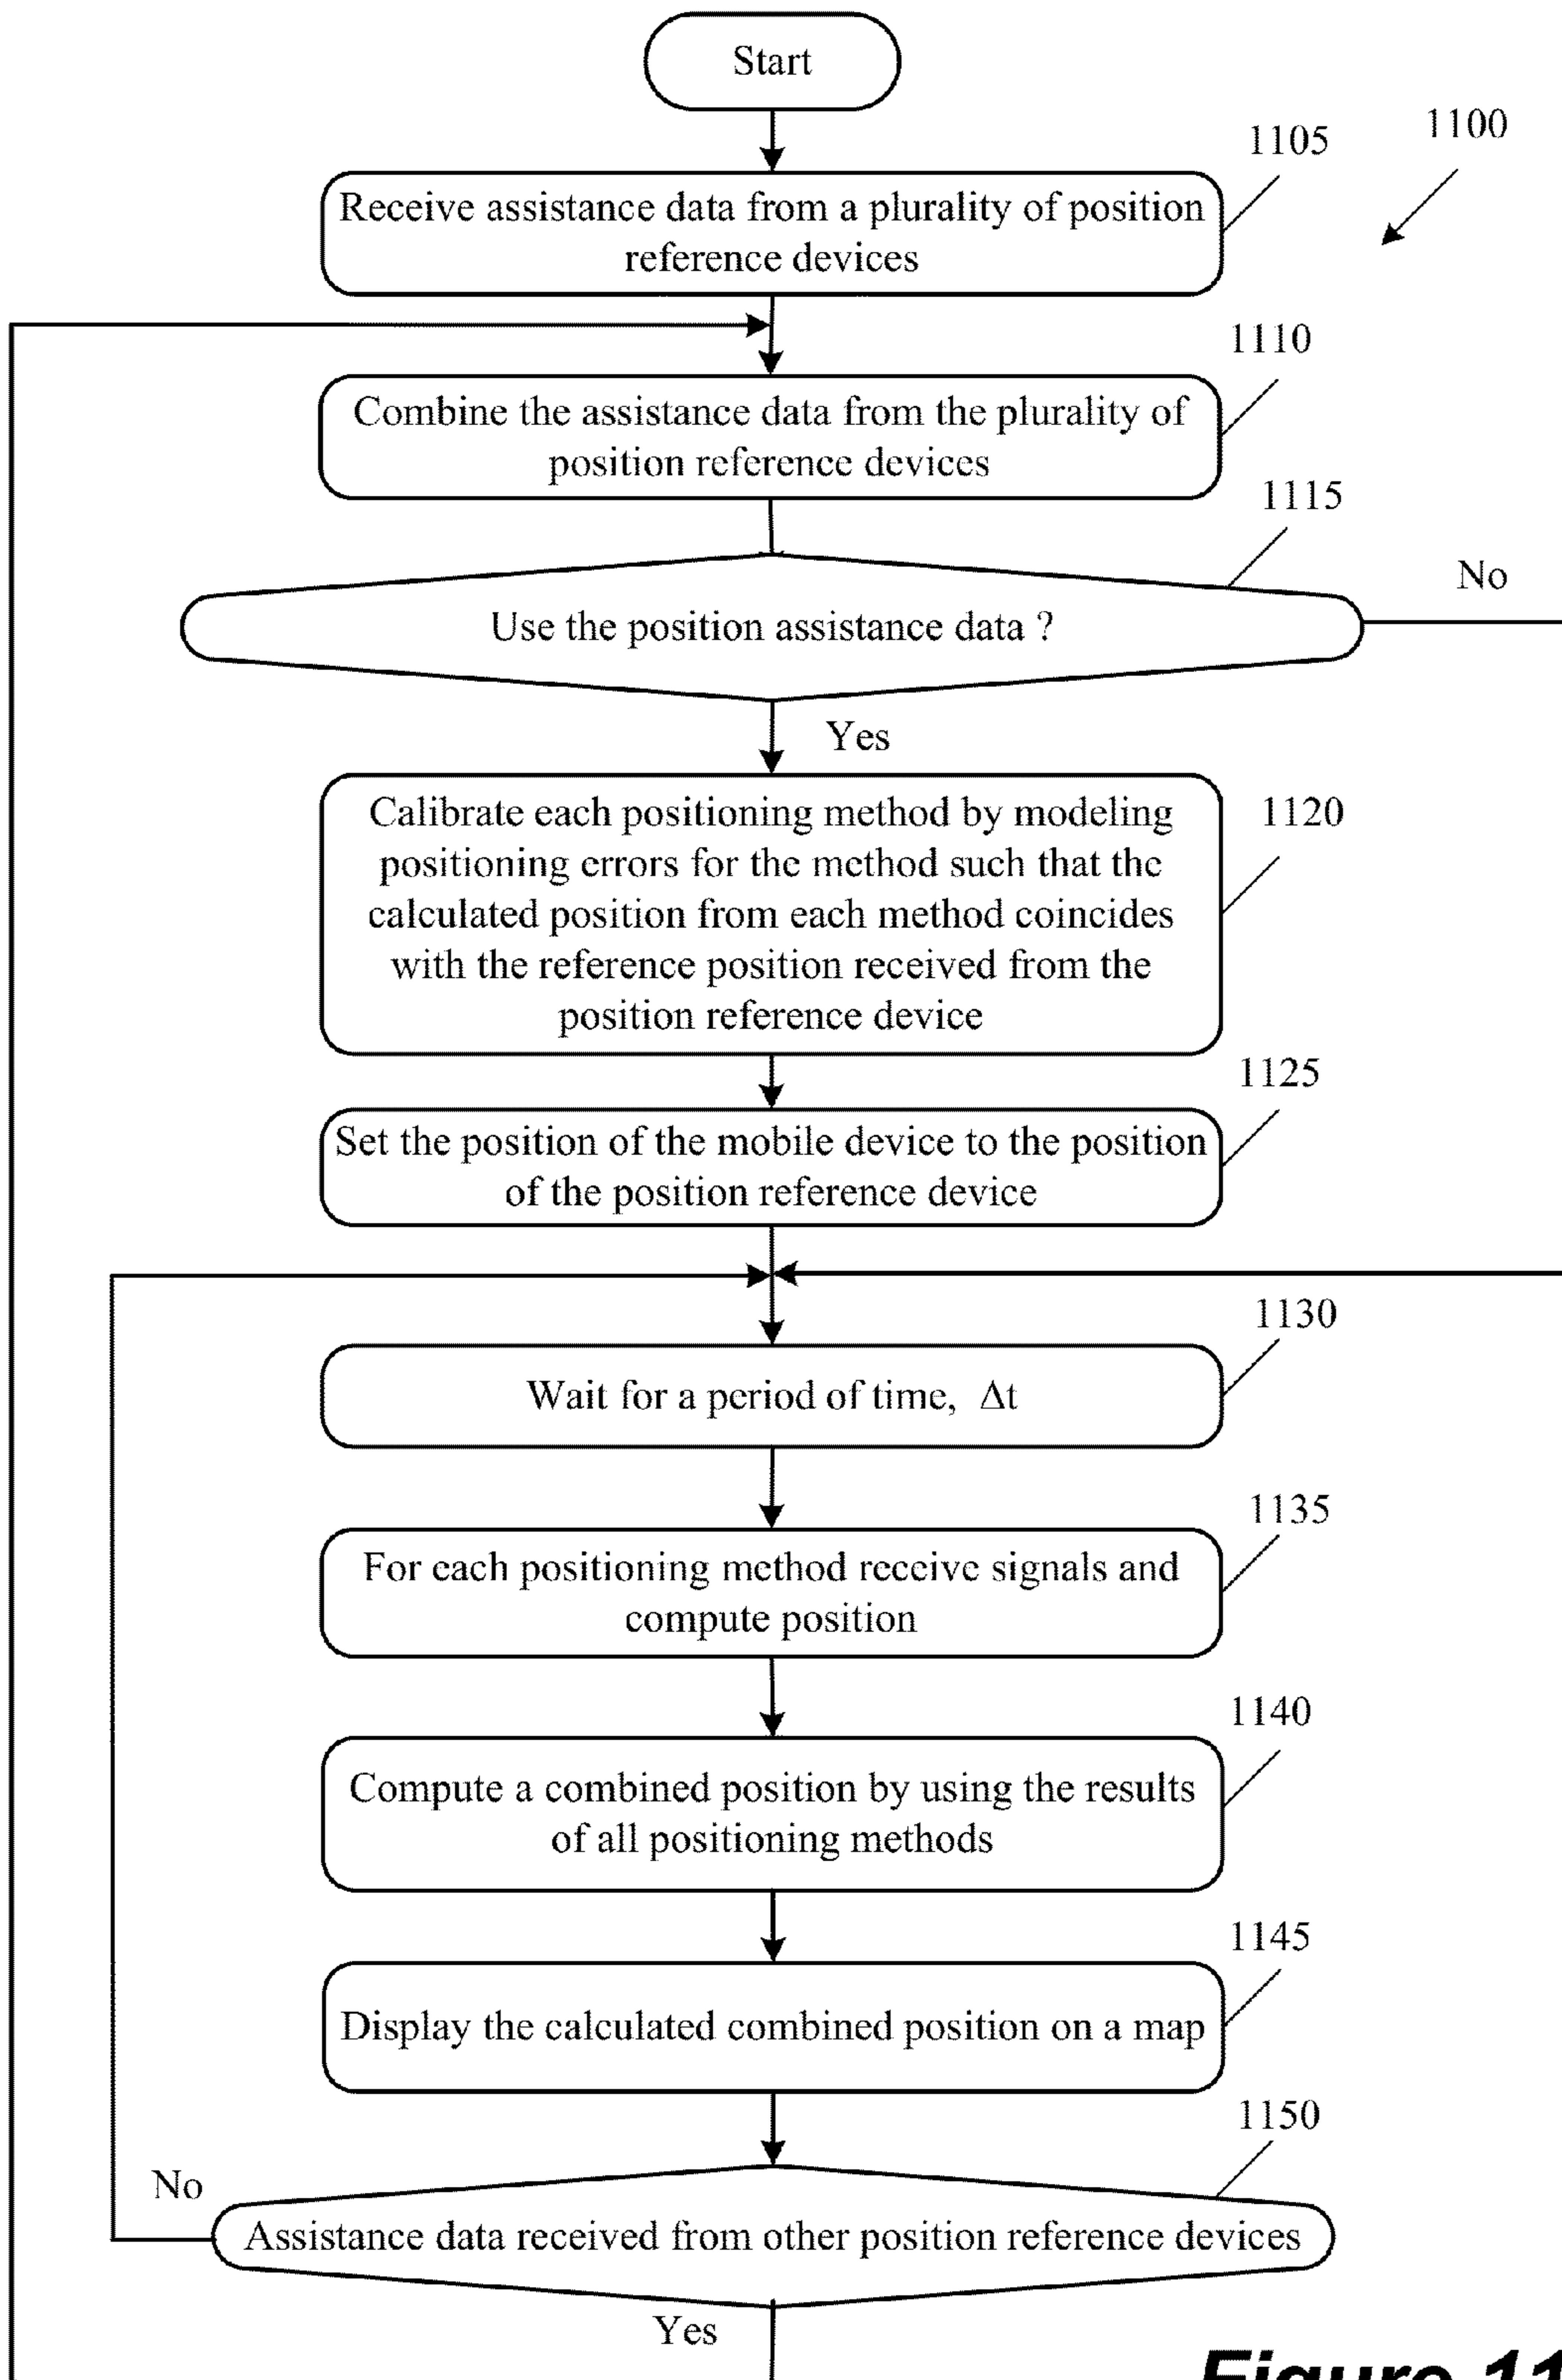 Start
1100
1105
Receive assistance data from a plurality of position
reference devices
1110
Combine the assistance data from the plurality of
position reference devices
1115
No
Use the position assistance data ?
Yes
1120
Calibrate each positioning method by modeling
positioning errors for the method such that the
calculated position from each method coincides
with the reference position received from the
position reference device
1125
Set the position of the mobile device to the position
of the position reference device
1130
Wait for a period of time, Δt
1135
For each positioning method receive signals and
compute position
1140
Compute a combined position by using the results
of all positioning methods
1145
Display the calculated combined position on a map
1150
No
Assistance data received from other position reference devices
Yes
Figure 11